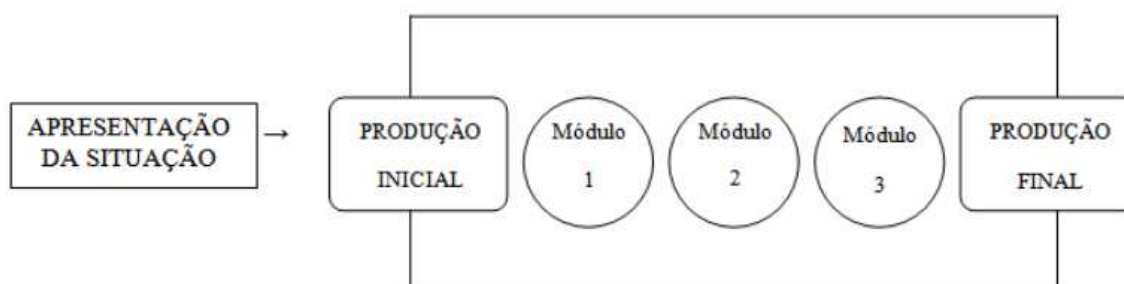 APRESENTAÇÃO
DA SITUAÇÃO
→
PRODUÇÃO
INICIAL
Módulo
1
Módulo
2
Módulo
3
PRODUÇÃO
FINAL